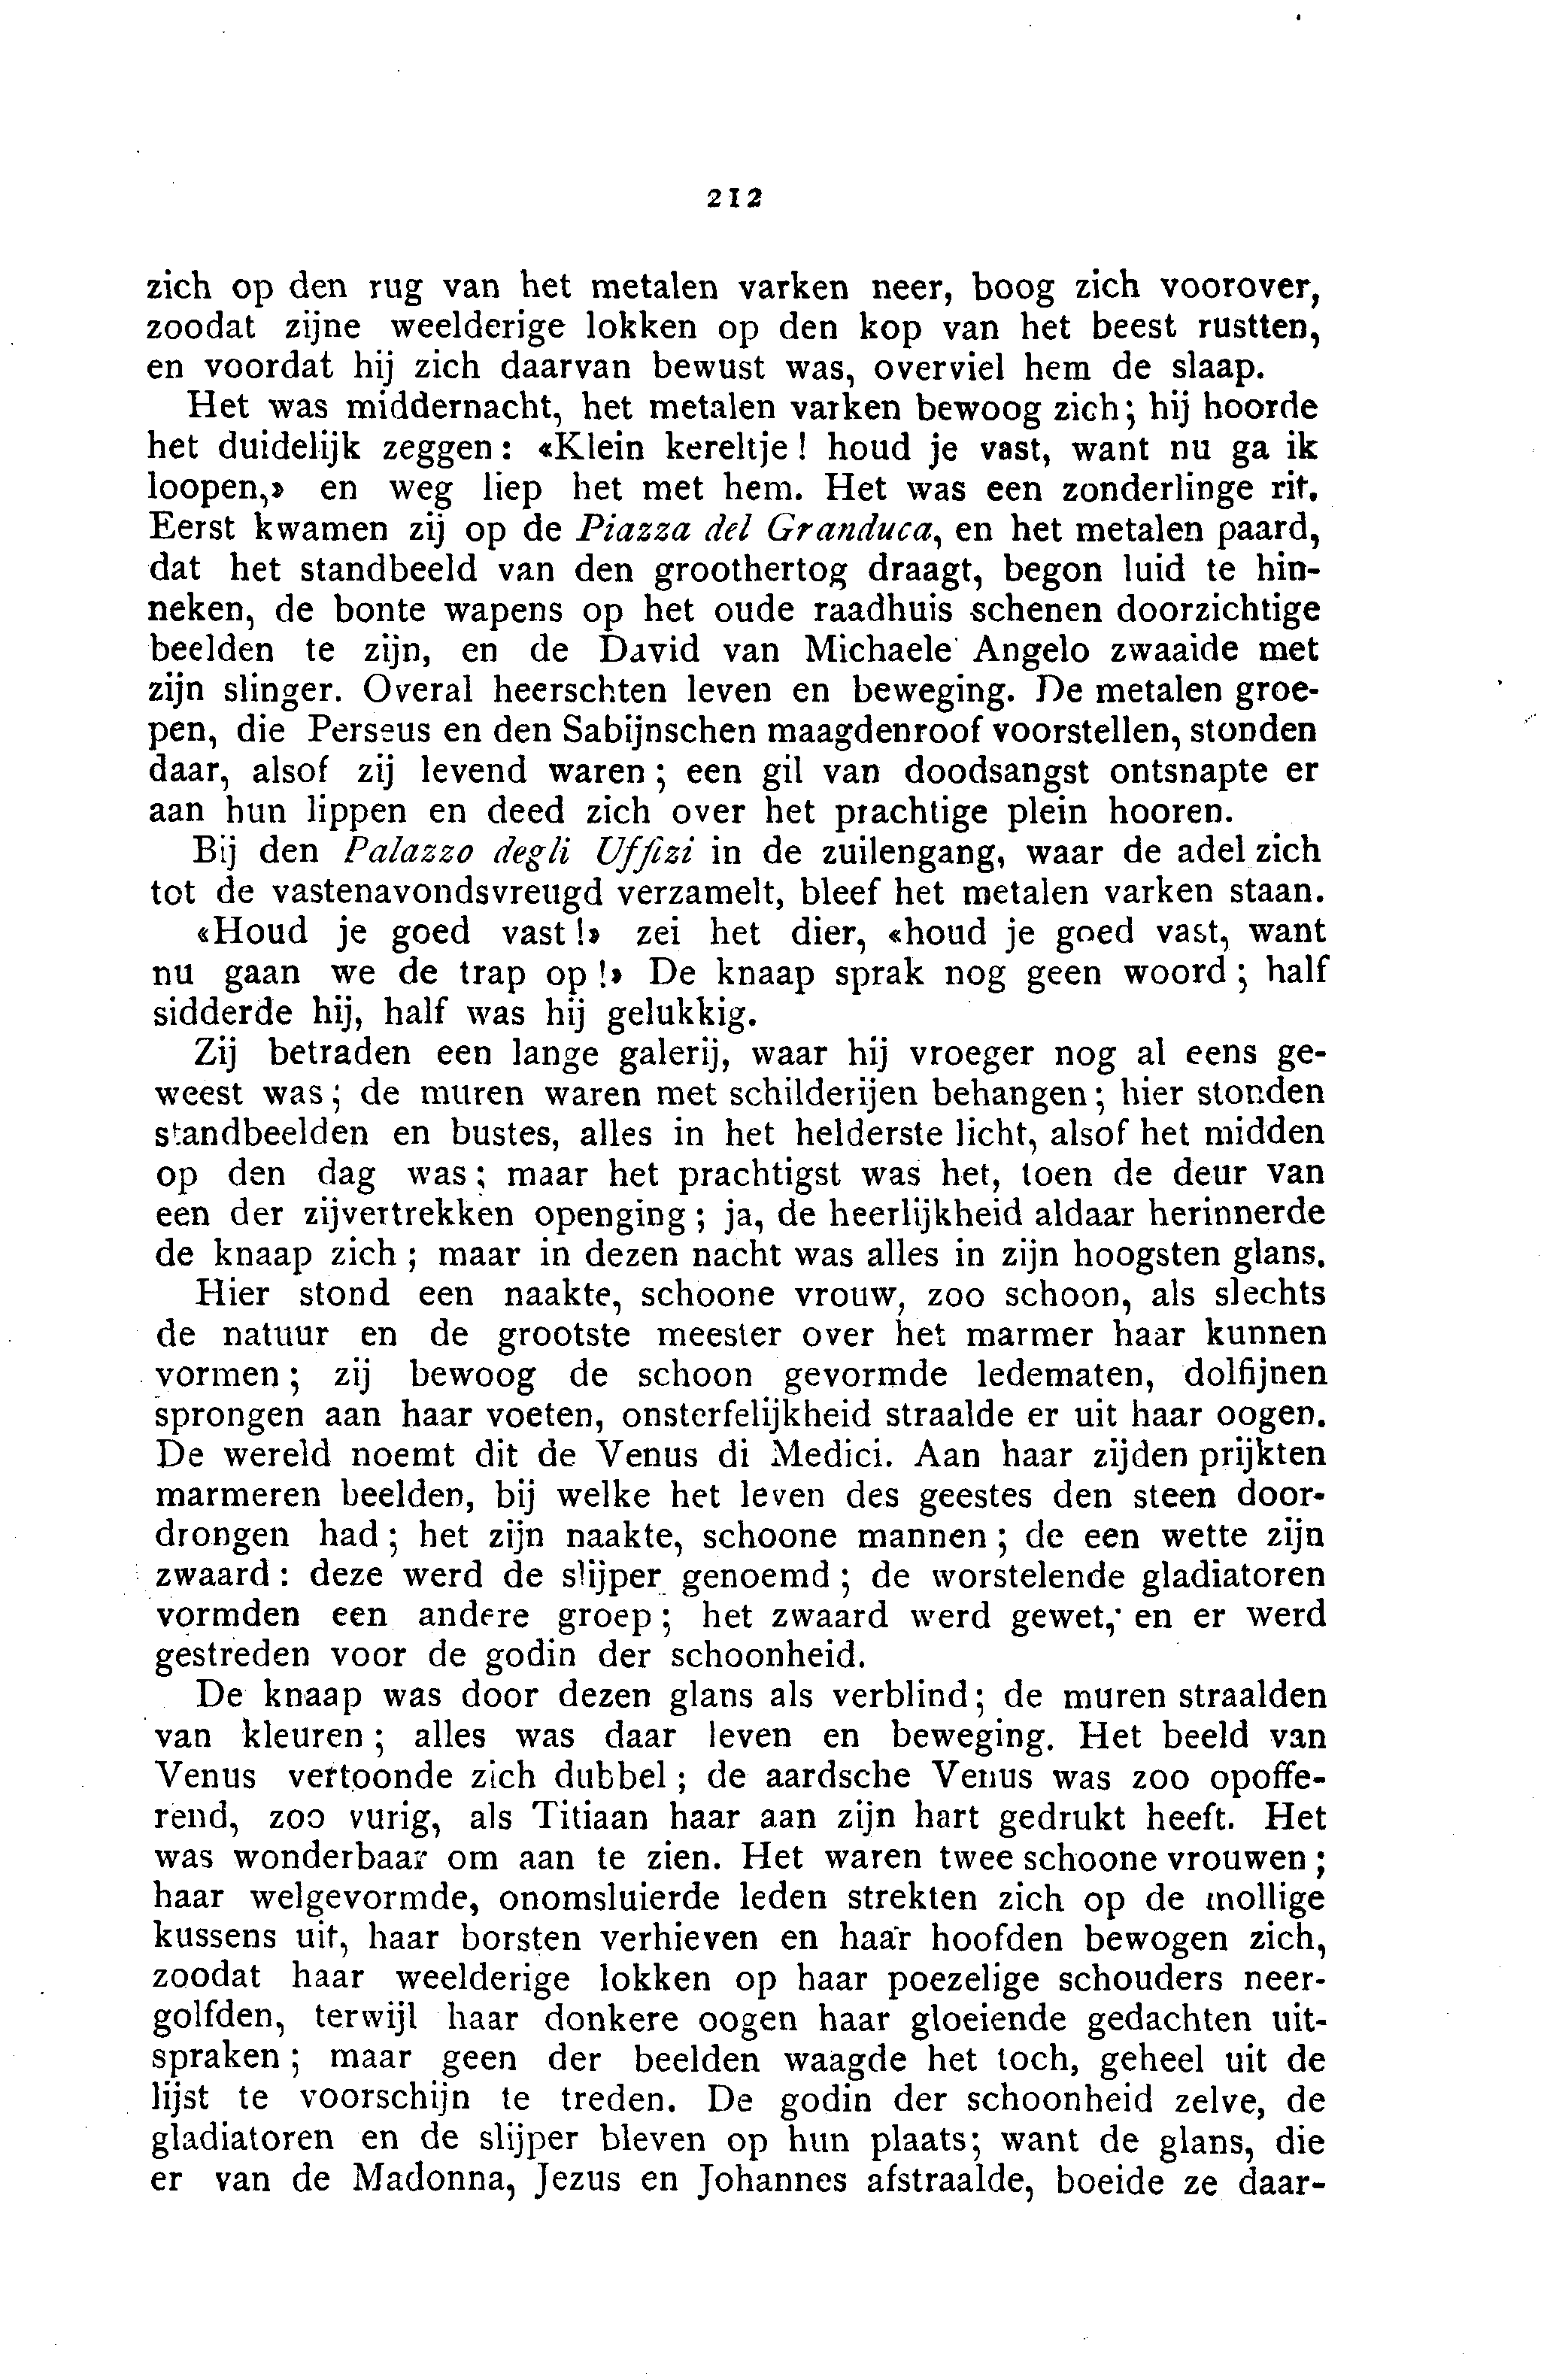 212
zich op den rug van het metalen varken neer, boog zich voorover,
zoodat zijne weelderige lokken op den kop van het beest rustten,
en voordat hij zich daarvan bewust was, overviel hem de slaap.
Het was middernacht, het metalen varken bewoog zich; hij hoorde
het duidelijk zeggen: «Klein kereltje! houd je vast, want nu ga ik
loopen,» en weg liep het met hem. Het was een zonderlinge rit.
Eerst kwamen zij op de Piazza del Granduca, en het metalen paard,
dat het standbeeld van den groothertog draagt, begon luid te hin-
neken, de bonte wapens op het oude raadhuis schenen doorzichtige
beelden te zijn, en de David van Michaele Angelo zwaaide met
zijn slinger. Overal heerschten leven en beweging. De metalen groe-
pen, die Perseus en den Sabijnschen maagdenroof voorstellen, stonden
daar, alsof zij levend waren; een gil van doodsangst ontsnapte er
aan hun lippen en deed zich over het prachtige plein hooren.
Bij den Palazzo degli Uffizi in de zuilengang, waar de adel zich
tot de vastenavondsvreugd verzamelt, bleef het metalen varken staan.
«Houd je goed vast!» zei het dier, «houd je goed vast, want
nu gaan we de trap op!» De knaap sprak nog geen woord; half
sidderde hij, half was hij gelukkig.
Zij betraden een lange galerij, waar hij vroeger nog al eens ge-
weest was; de muren waren met schilderijen behangen; hier stonden
standbeelden en bustes, alles in het helderste licht, alsof het midden
op den dag was; maar het prachtigst was het, toen de deur van
een der zijvertrekken openging; ja, de heerlijkheid aldaar herinnerde
de knaap zich; maar in dezen nacht was alles in zijn hoogsten glans.
Hier stond een naakte, schoone vrouw, zoo schoon, als slechts
de natuur en de grootste meester over het marmer haar kunnen
vormen; zij bewoog de schoon gevormde ledematen, dolfijnen
sprongen aan haar voeten, onsterfelijkheid straalde er uit haar oogen.
De wereld noemt dit de Venus di Medici. Aan haar zijden prijkten
marmeren beelden, bij welke het leven des geestes den steen door-
drongen had; het zijn naakte, schoone mannen; de een wette zijn
zwaard: deze werd de slijper genoemd; de worstelende gladiatoren
vormden een andere groep; het zwaard werd gewet, en er werd
gestreden voor de godin der schoonheid.
De knaap was door dezen glans als verblind; de muren straalden
van kleuren; alles was daar leven en beweging. Het beeld van
Venus vertoonde zich dubbel; de aardsche Venus was zoo opoffe-
rend, zoo vurig, als Titiaan haar aan zijn hart gedrukt heeft. Het
was wonderbaar om aan te zien. Het waren twee schoone vrouwen;
haar welgevormde, onomsluierde leden strekten zich op de mollige
kussens uit, haar borsten verhieven en haar hoofden bewogen zich,
zoodat haar weelderige lokken op haar poezelige schouders neer-
golfden, terwijl haar donkere oogen haar gloeiende gedachten uit-
spraken; maar geen der beelden waagde het toch, geheel uit de
lijst te voorschijn te treden. De godin der schoonheid zelve, de
gladiatoren en de slijper bleven op hun plaats; want de glans, die
er van de Madonna, Jezus en Johannes afstraalde, boeide ze daar-